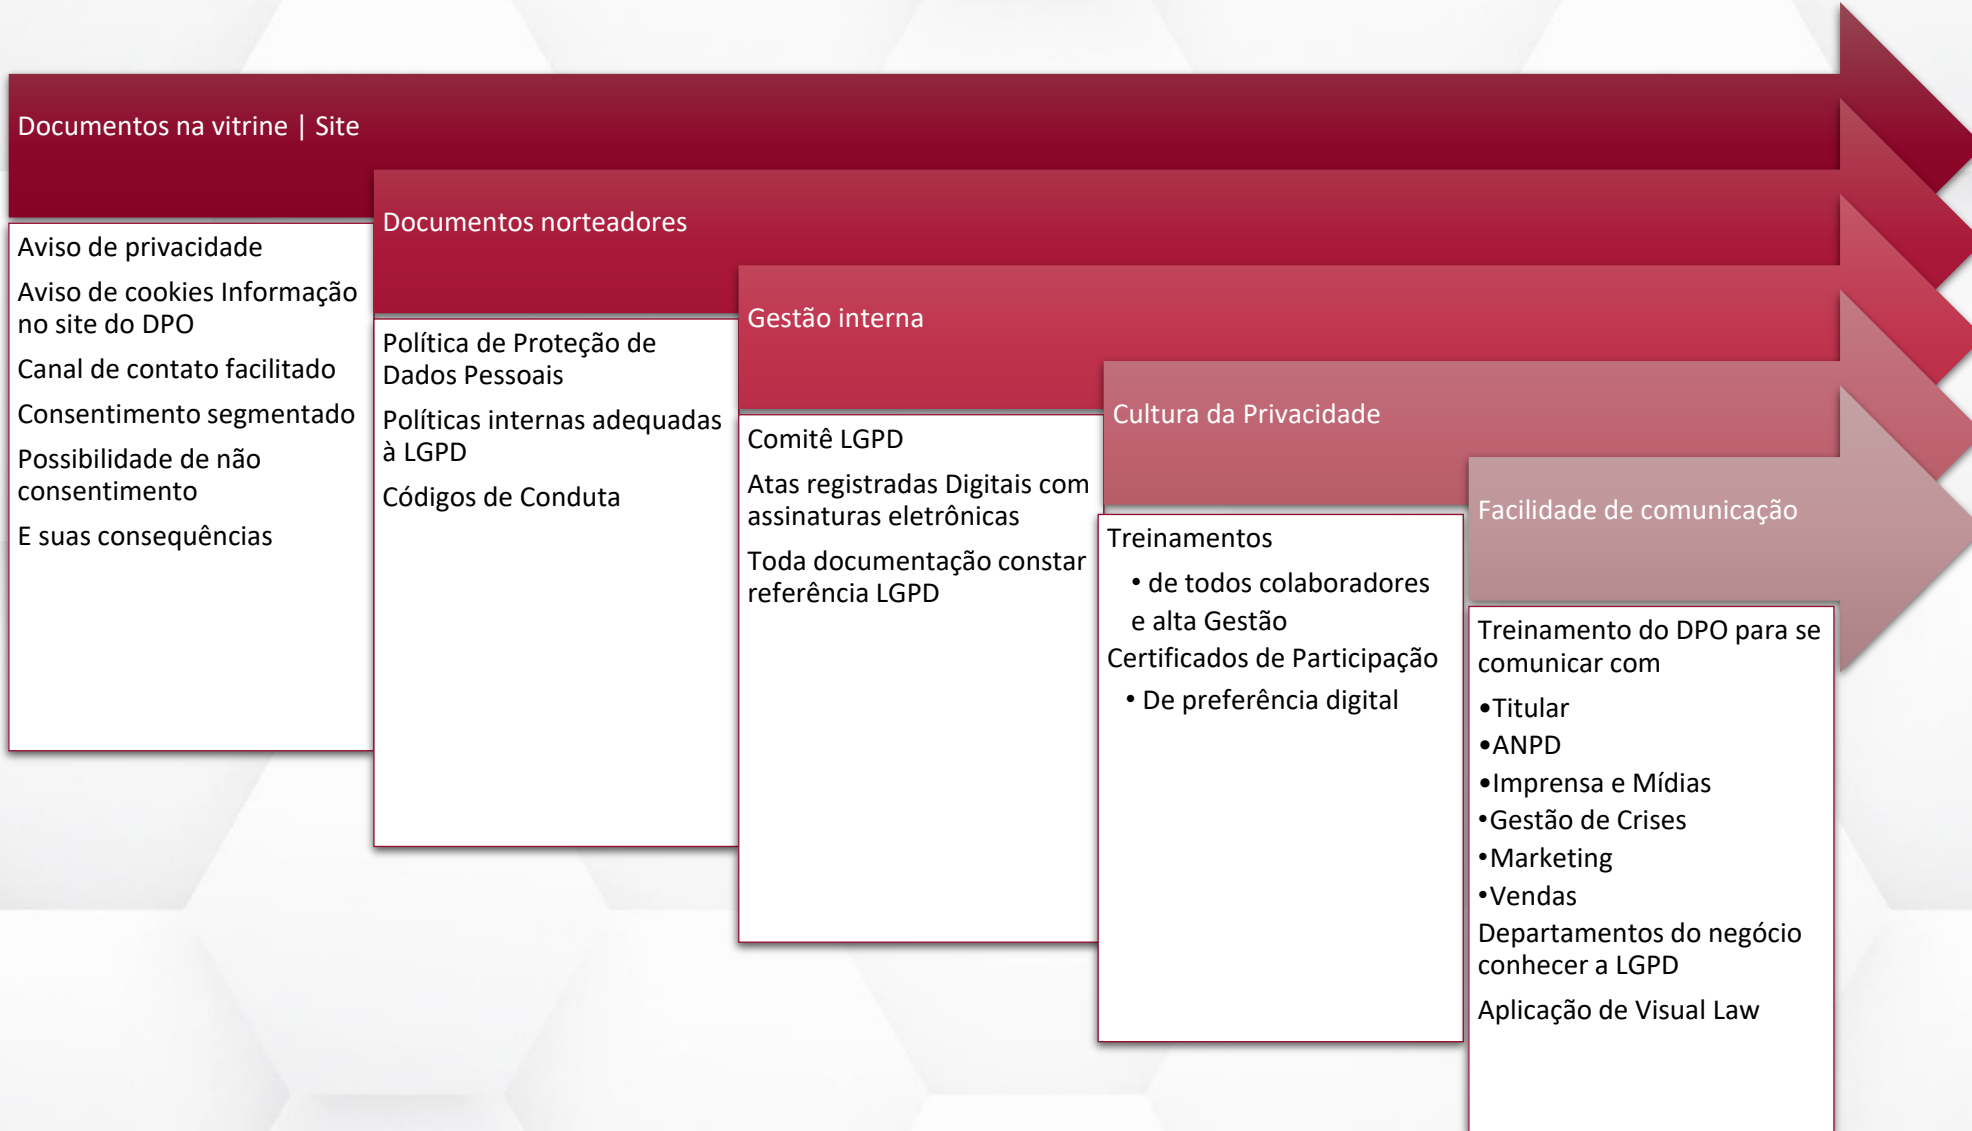 Documentos na vitrine | Site
Aviso de privacidade
Aviso de cookies Informação
no site do DPO
Canal de contato facilitado
Consentimento segmentado
Possibilidade de não
consentimento
E suas consequências
Documentos norteadores
Política de Proteção de
Dados Pessoais
Políticas internas adequadas
à LGPD
Códigos de Conduta
Gestão interna
Comitê LGPD
Atas registradas Digitais com
assinaturas eletrônicas
Toda documentação constar
referência LGPD
Cultura da Privacidade
Treinamentos
• de todos colaboradores
e alta Gestão
Certificados de Participação
• De preferência digital
Facilidade de comunicação
Treinamento do DPO para se
comunicar com
•Titular
•ANPD
•Imprensa e Mídias
•Gestão de Crises
•Marketing
•Vendas
Departamentos do negócio
conhecer a LGPD
Aplicação de Visual Law